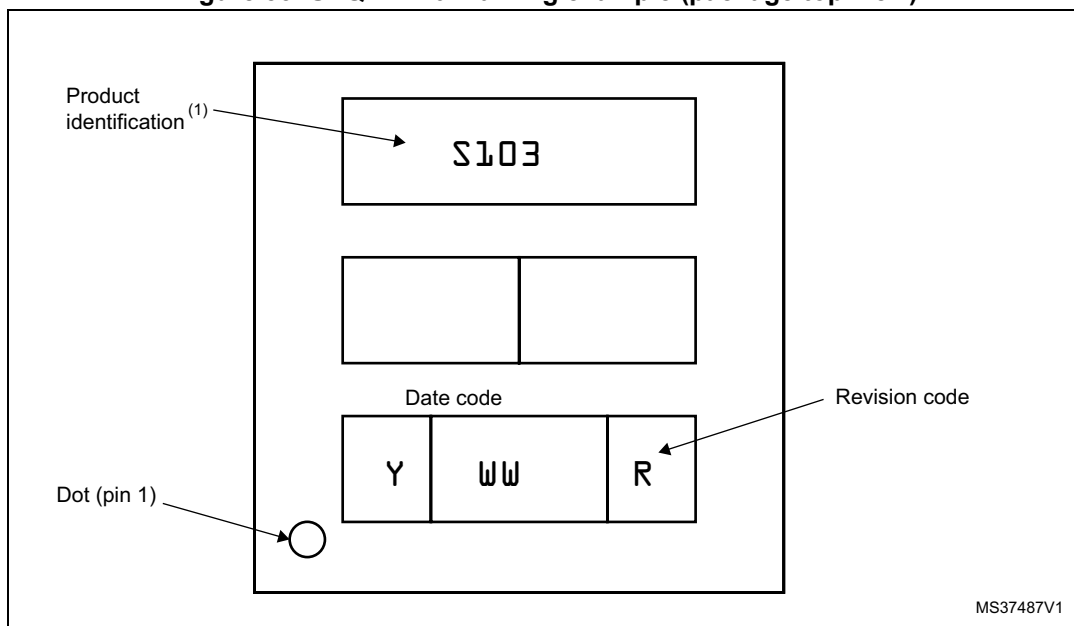 Product
identification (1)
S103
Date code
Revision code
Y WW R
Dot (pin 1)
MS37487V1